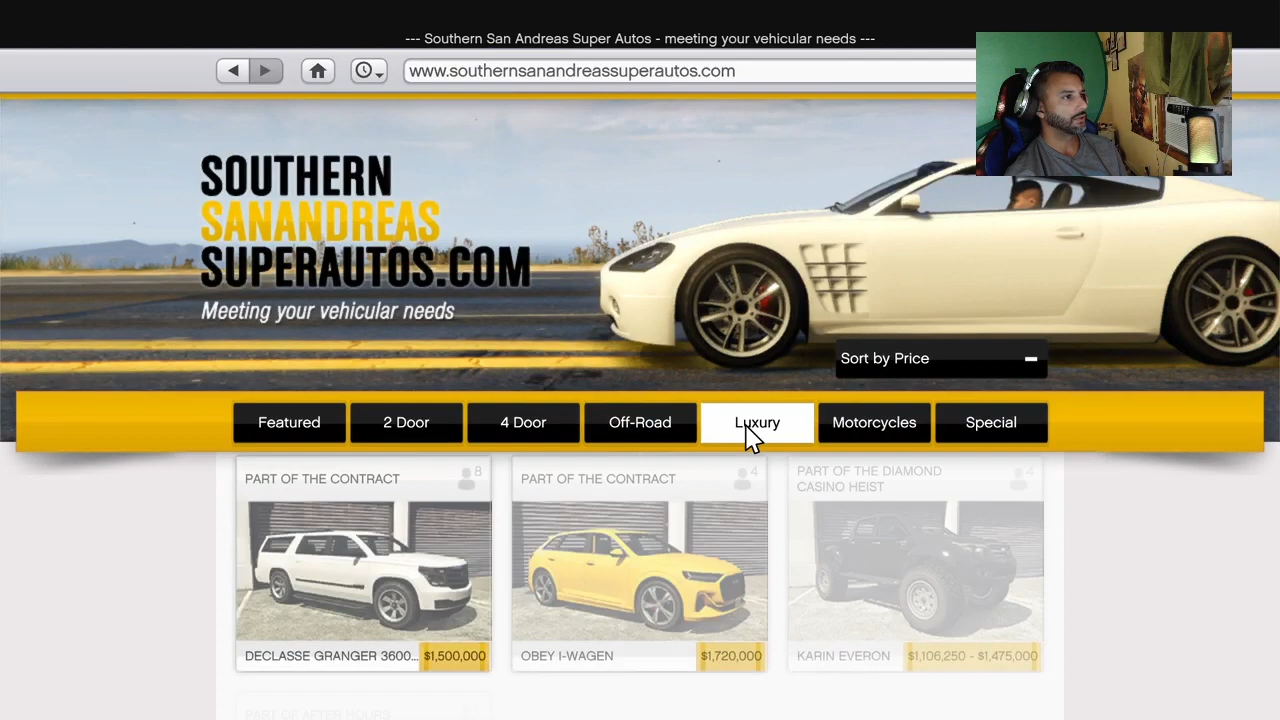 --- Southern San Andreas Super Autos - meeting your vehicular needs ---
www.southernsanandreassuperautos.com
SOUTHERN
SANANDREAS
SUPERAUTOS.COM
Meeting your vehicular needs
Sort by Price
Featured
2 Door
4 Door
Off-Road
Luxury
Motorcycles
Special
PART OF THE CONTRACT
8
PART OF THE CONTRACT
4
PART OF THE DIAMOND
CASINO HEIST
4
DECLASSE GRANGER 3600...
$1,500,000
OBEY I-WAGEN
$1,720,000
KARIN EVERON
$1,106,250 - $1,475,000
PART OF AFTER HOURS